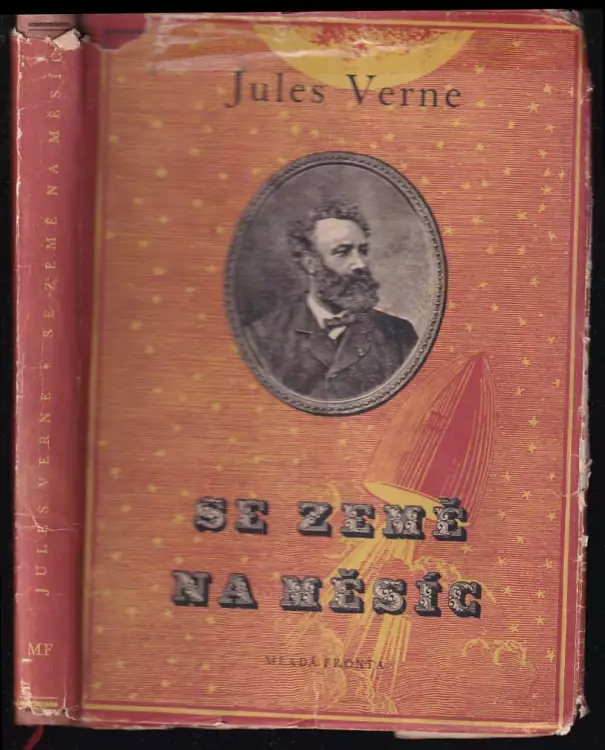 Jules Verne
SE ZEMĚ
NA MĚSÍC
MLADÁ FRONTA
JULES VERNE • SE ZEMĚ NA MĚSÍC
MF